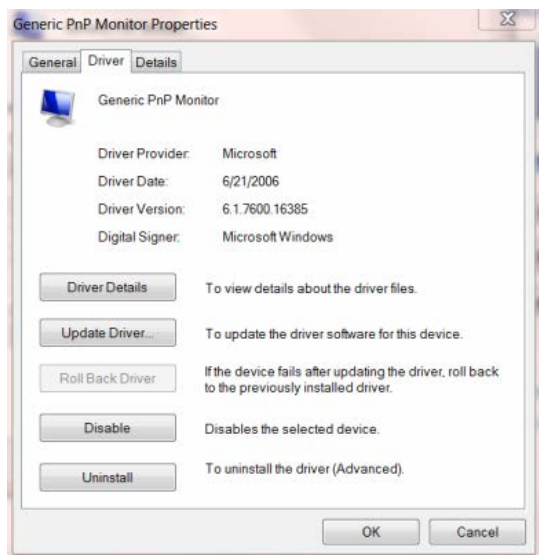 Generic PnP Monitor Properties
General Driver Details
Generic PnP Monitor
Driver Provider: Microsoft
Driver Date: 6/21/2006
Driver Version: 6.1.7600.16385
Digital Signer: Microsoft Windows
Driver Details To view details about the driver files.
Update Driver... To update the driver software for this device.
Roll Back Driver If the device fails after updating the driver, roll back
to the previously installed driver.
Disable Disables the selected device.
Uninstall To uninstall the driver (Advanced).
OK Cancel